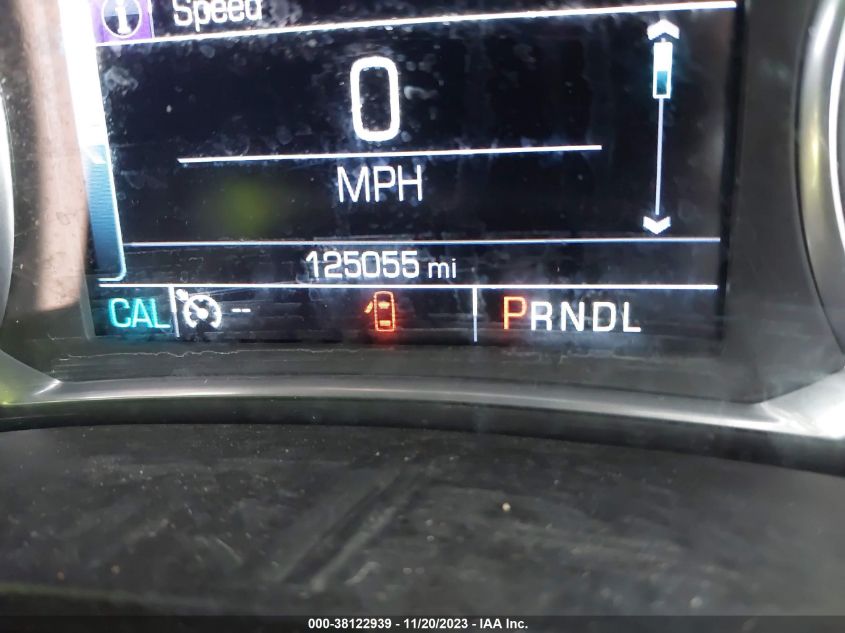 i Speed
0
MPH
125055 mi
CAL -- PRNDL
000-38122939 - 11/20/2023 - IAA Inc.